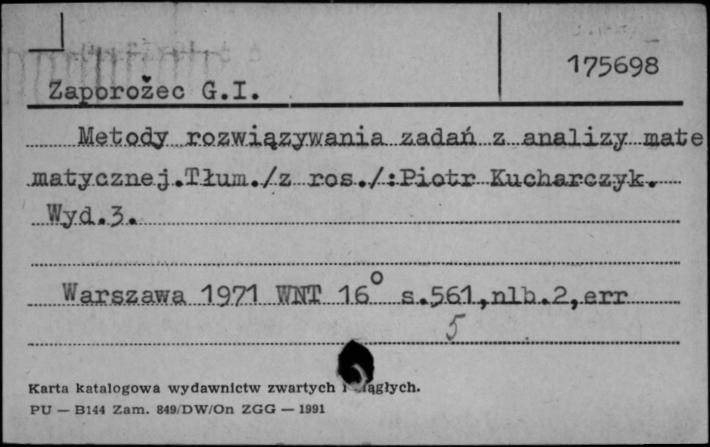 175698
Zaporožec G.I.
Metody rozwiązywania zadań z analizy mate
matycznej.Tłum./z ros./:Piotr Kucharczyk.
Wyd.3.
Warszawa 1971 WNT 16° s.561,nlb.2,err
5
Karta katalogowa wydawnictw zwartych i
PU — B144 Zam. 849/DW/On ZGG — 1991